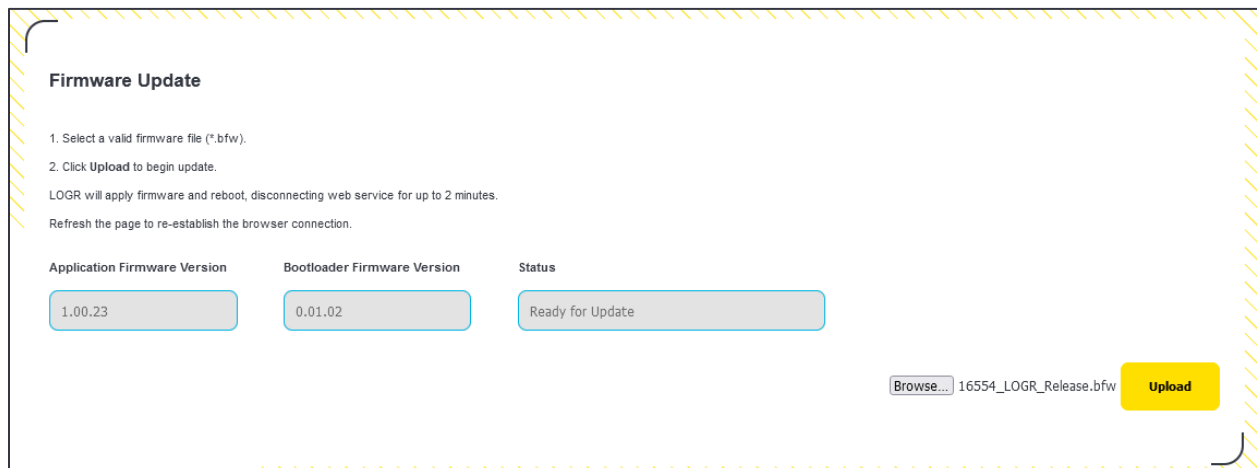 Firmware Update
1. Select a valid firmware file (*.bfw).
2. Click Upload to begin update.
LOGR will apply firmware and reboot, disconnecting web service for up to 2 minutes.
Refresh the page to re-establish the browser connection.
Application Firmware Version Bootloader Firmware Version Status
1.00.23 0.01.02 Ready for Update
Browse... 16554_LOGR_Release.bfw Upload